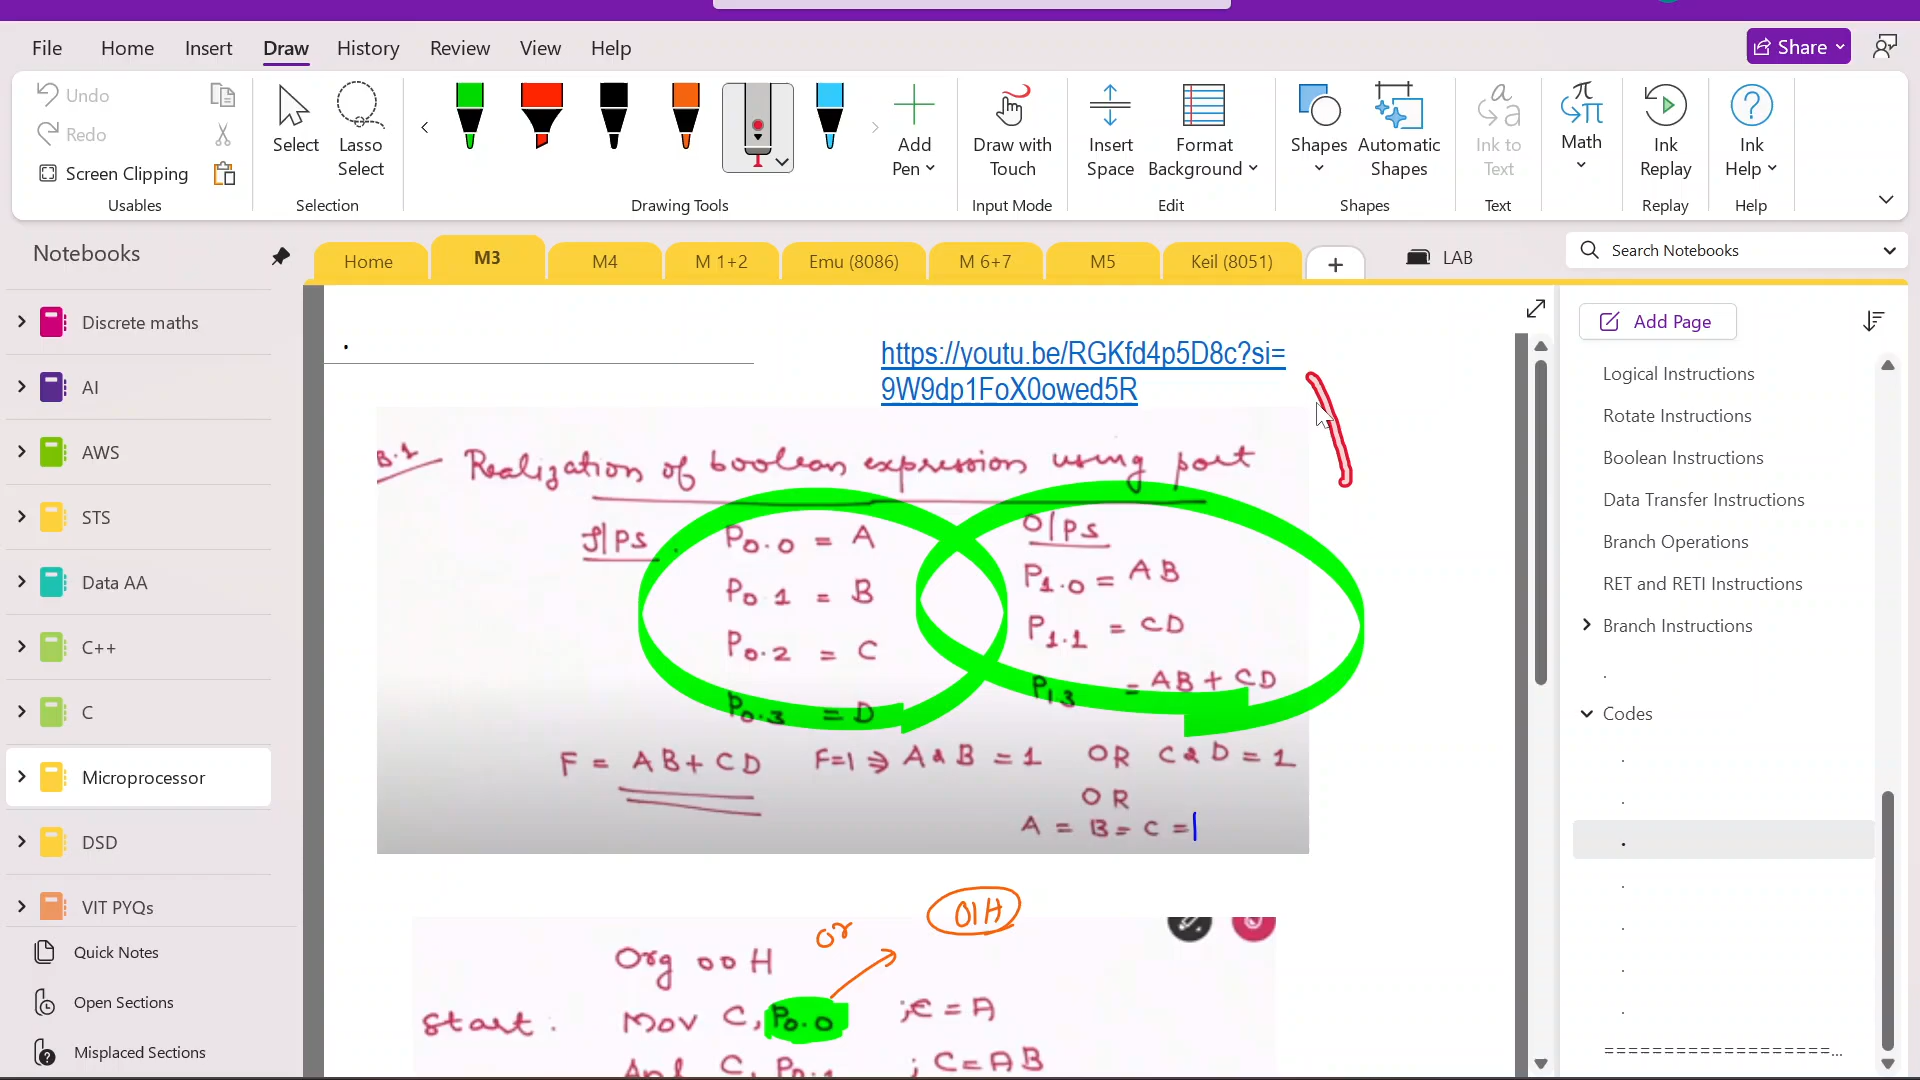 File Home Insert Draw History Review View Help Share
Undo
Redo
Screen Clipping
Usables
Select
Lasso Select
Selection
Drawing Tools
Add Pen
Draw with Touch
Input Mode
Insert Space
Format Background
Edit
Shapes
Automatic Shapes
Shapes
Ink to Text
Text
Math
Ink Replay
Replay
Ink Help
Help
Notebooks
Home M3 M4 M 1+2 Emu (8086) M 6+7 M5 Keil (8051) + LAB
Search Notebooks
Discrete maths
AI
AWS
STS
Data AA
C++
C
Microprocessor
DSD
VIT PYQs
Quick Notes
Open Sections
Misplaced Sections
.
https://youtu.be/RGKfd4p5D8c?si=
9W9dp1FoX0owed5R
B.1 Realization of boolean expression using port
I/Ps . P0.0 = A
P0.1 = B
P0.2 = C
P0.3 = D
O/Ps
P1.0 = AB
P1.1 = CD
P13 = AB + CD
F = AB + CD F=1 ⇒ A & B = 1 OR C & D = 1
OR
A = B = C = 1
or 01H
Org 00H
Start : Mov C, P0.0 ;C = A
Anl C, P0.1 ; C = AB
Add Page
Logical Instructions
Rotate Instructions
Boolean Instructions
Data Transfer Instructions
Branch Operations
RET and RETI Instructions
Branch Instructions
.
Codes
.
.
.
.
.
.
.
===================...